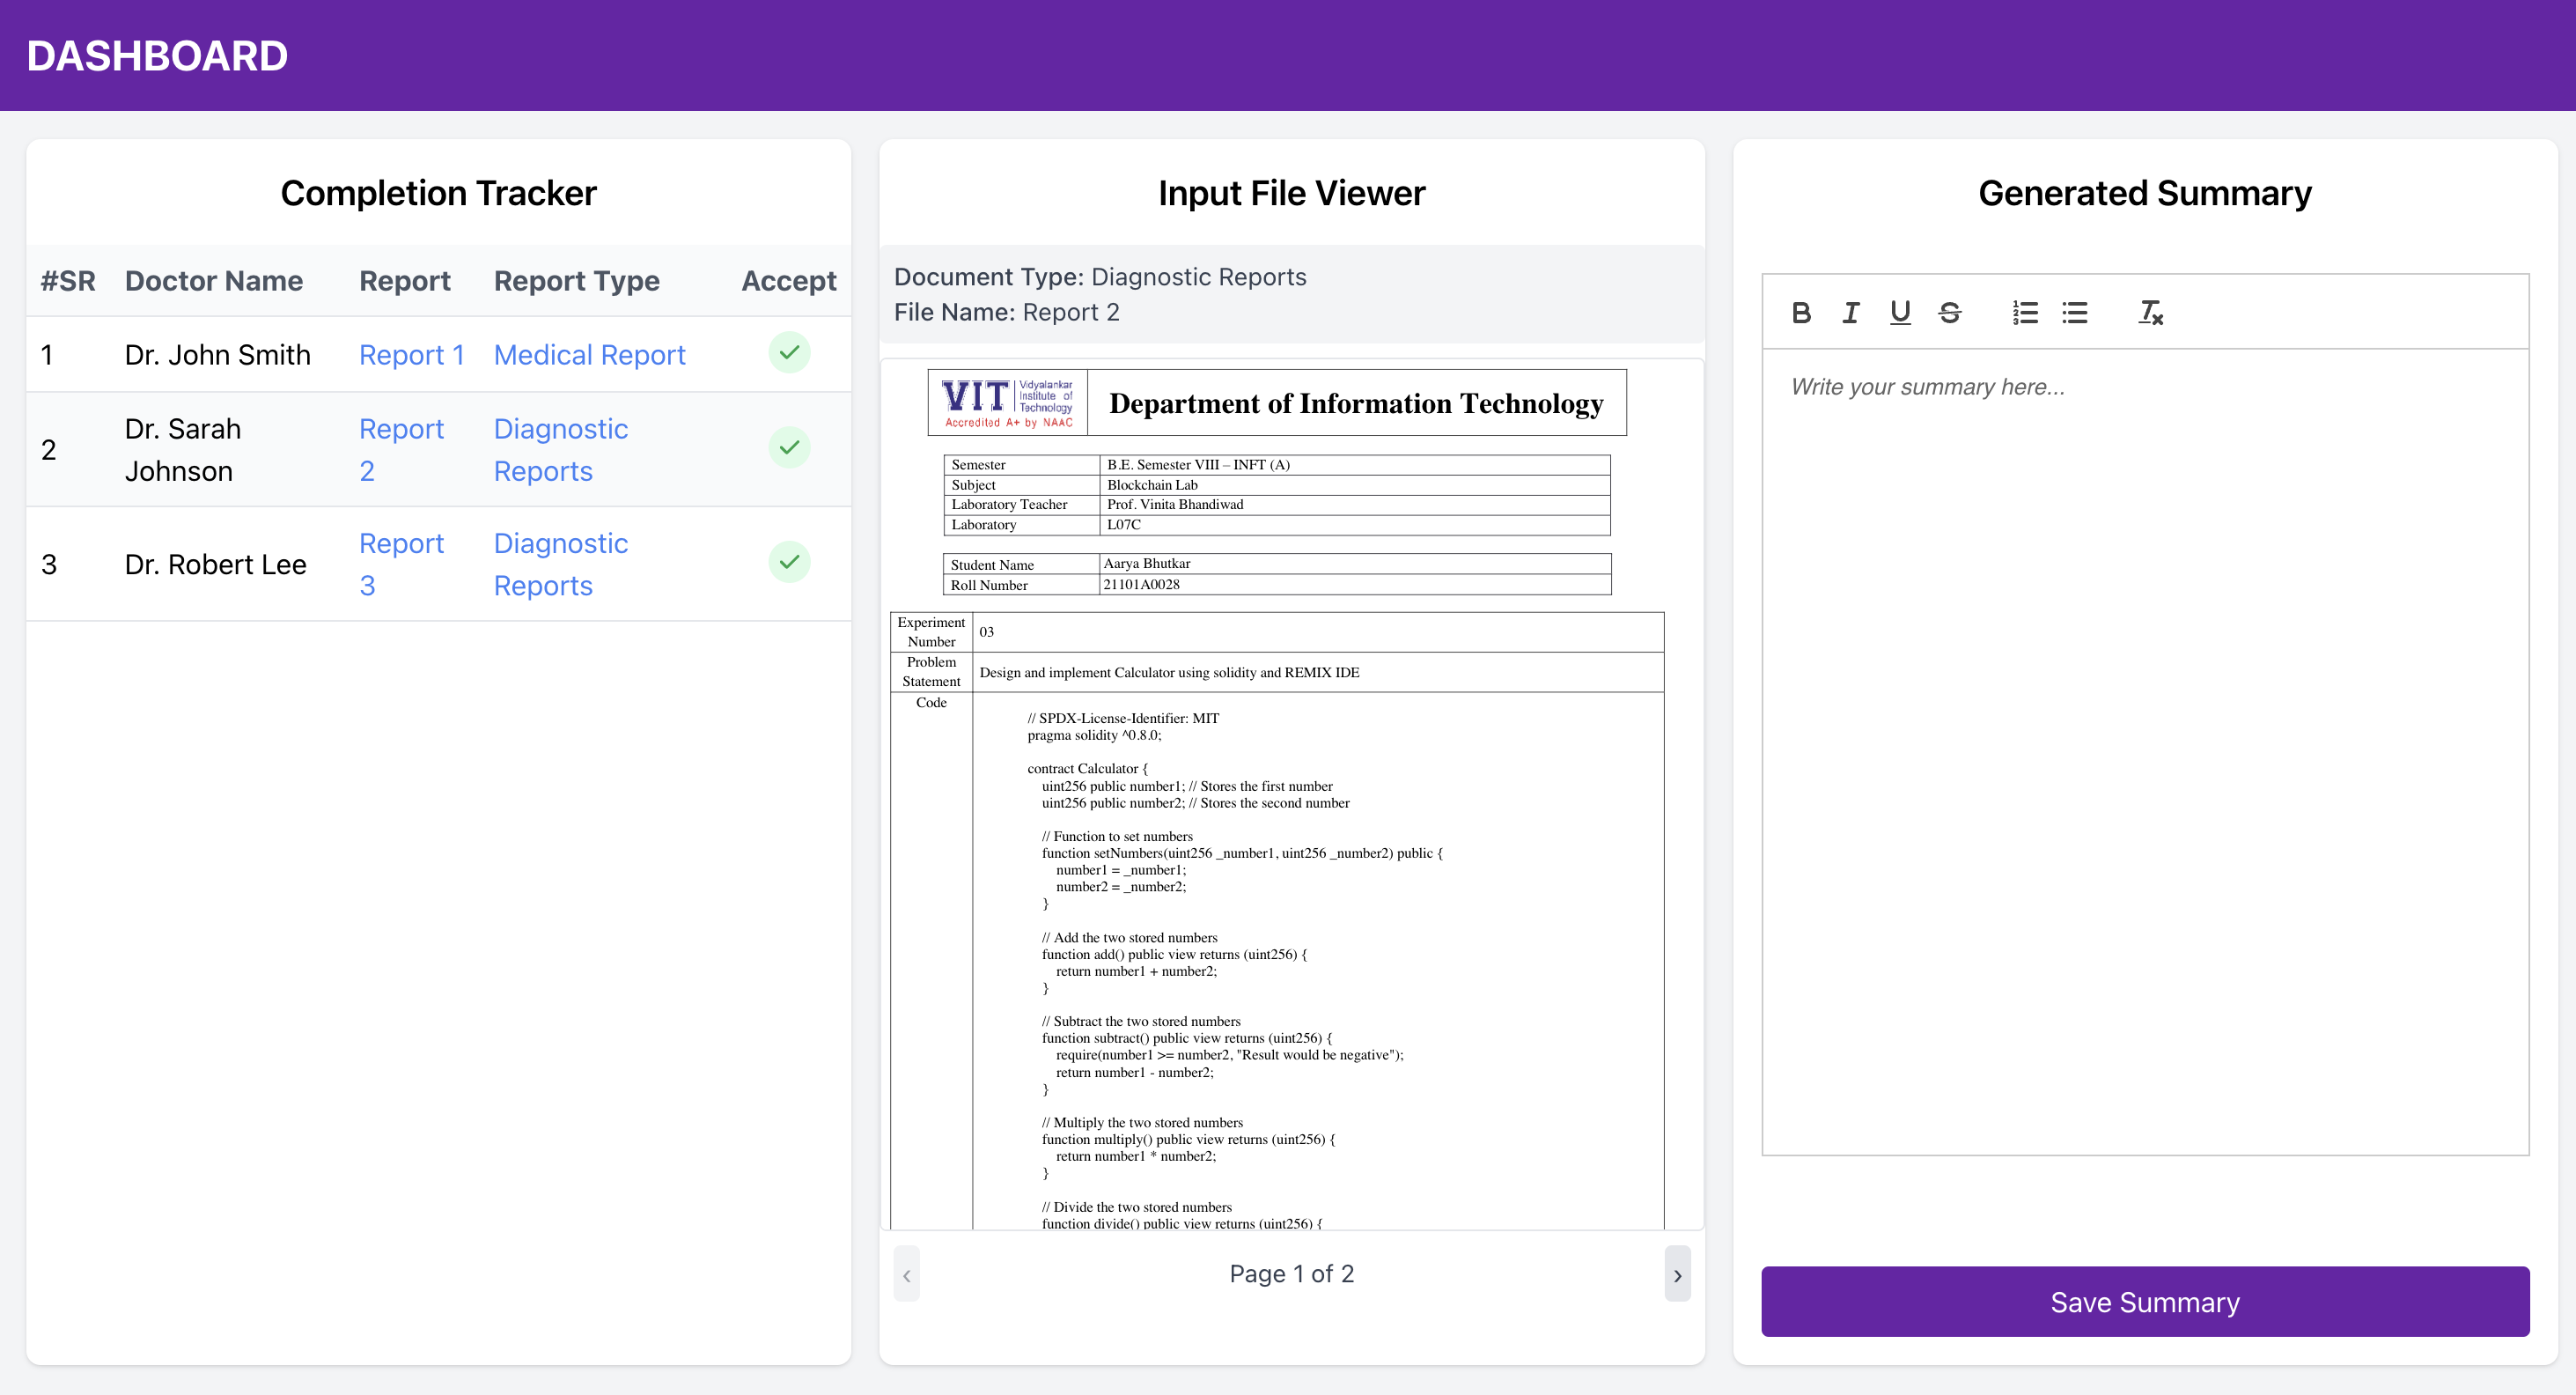 DASHBOARD
Completion Tracker
#SR Doctor Name Report Report Type Accept
1 Dr. John Smith Report 1 Medical Report
2 Dr. Sarah Johnson Report 2 Diagnostic Reports
3 Dr. Robert Lee Report 3 Diagnostic Reports
Input File Viewer
Document Type: Diagnostic Reports
File Name: Report 2
VIT Vidyalankar Institute of Technology
Accredited A+ by NAAC
Department of Information Technology
Semester B.E. Semester VIII – INFT (A)
Subject Blockchain Lab
Laboratory Teacher Prof. Vinita Bhandiwad
Laboratory L07C
Student Name Aarya Bhutkar
Roll Number 21101A0028
Experiment Number 03
Problem Statement Design and implement Calculator using solidity and REMIX IDE
Code
// SPDX-License-Identifier: MIT
pragma solidity ^0.8.0;
contract Calculator {
uint256 public number1; // Stores the first number
uint256 public number2; // Stores the second number
// Function to set numbers
function setNumbers(uint256 _number1, uint256 _number2) public {
number1 = _number1;
number2 = _number2;
}
// Add the two stored numbers
function add() public view returns (uint256) {
return number1 + number2;
}
// Subtract the two stored numbers
function subtract() public view returns (uint256) {
require(number1 >= number2, "Result would be negative");
return number1 - number2;
}
// Multiply the two stored numbers
function multiply() public view returns (uint256) {
return number1 * number2;
}
// Divide the two stored numbers
function divide() public view returns (uint256) {
‹ Page 1 of 2 ›
Generated Summary
B I U S
Write your summary here...
Save Summary